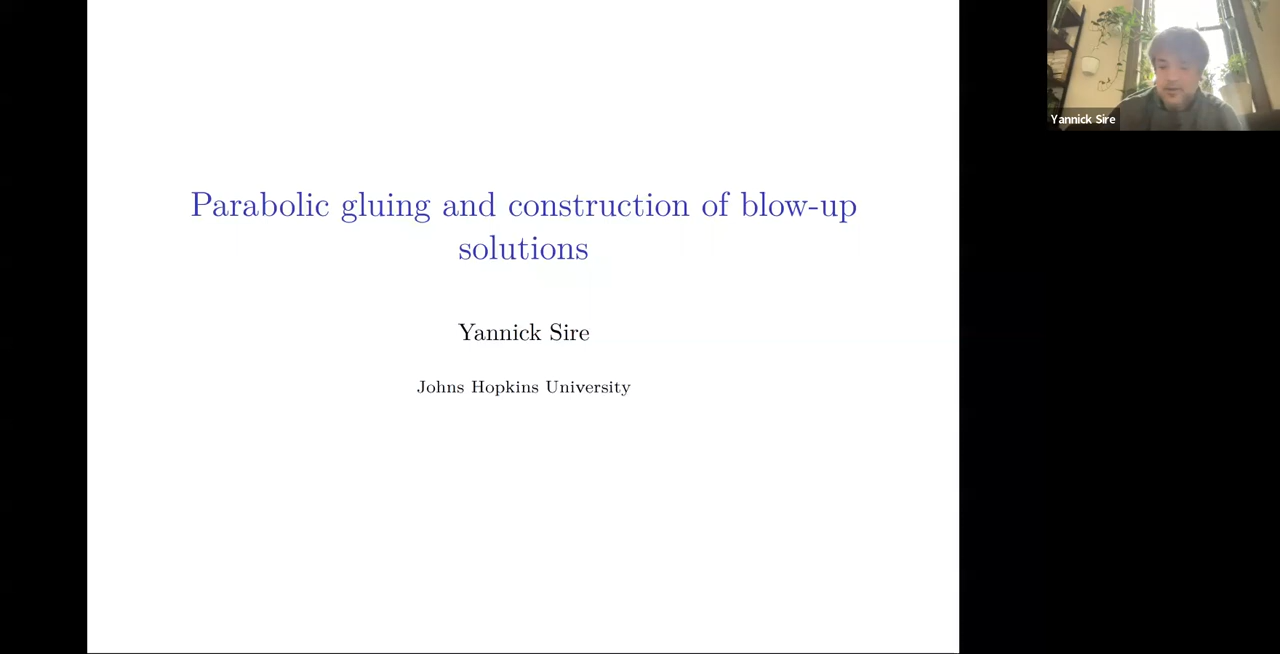 Parabolic gluing and construction of blow-up
solutions
Yannick Sire
Johns Hopkins University
Yannick Sire